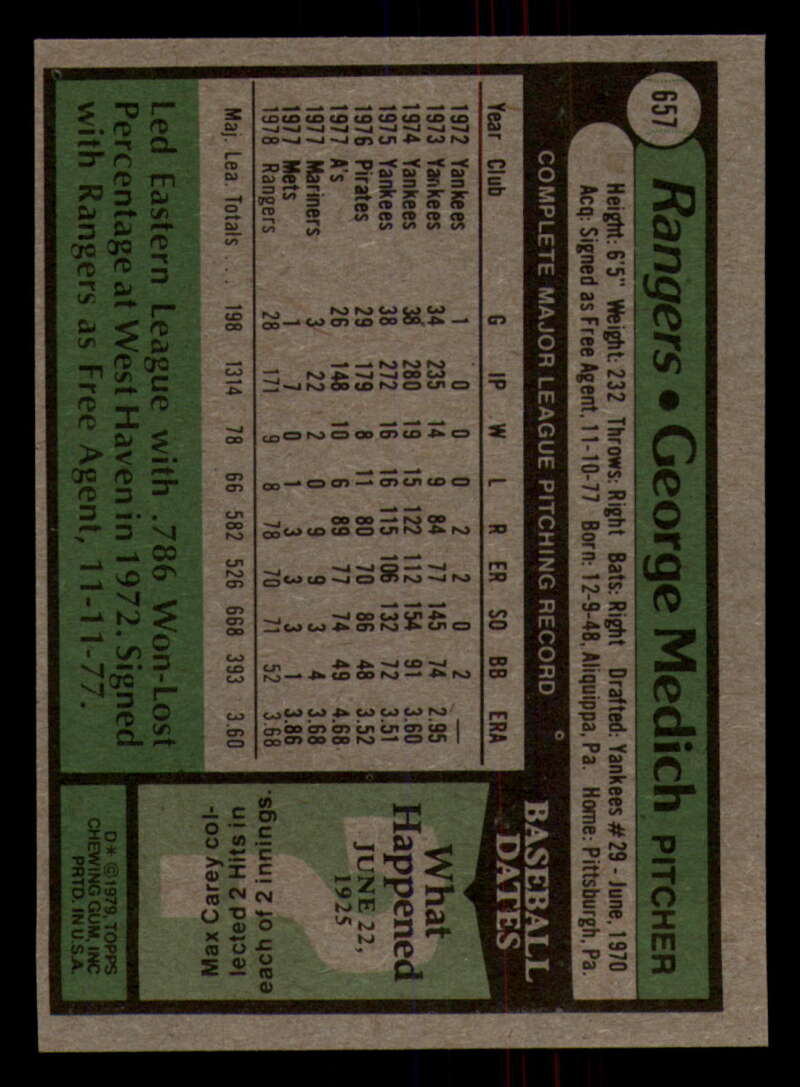 657
Rangers • George Medich PITCHER
Height: 6'5" Weight: 232 Throws: Right Bats: Right Drafted: Yankees #29 - June, 1970
Acq: Signed as Free Agent, 11-10-77 Born: 12-9-48, Aliquippa, Pa. Home: Pittsburgh, Pa.
COMPLETE MAJOR LEAGUE PITCHING RECORD
Year Club G IP W L R ER SO BB ERA
1972 Yankees 1 0 0 0 2 2 0 2 —
1973 Yankees 34 235 14 9 84 77 145 74 2.95
1974 Yankees 38 280 19 15 122 112 154 91 3.60
1975 Yankees 38 272 16 16 115 106 132 72 3.51
1976 Pirates 29 179 8 11 80 70 86 48 3.52
1977 A's 26 148 10 6 89 77 74 49 4.68
1977 Mariners 3 22 2 0 9 9 3 4 3.68
1977 Mets 1 7 0 1 3 3 3 1 3.86
1978 Rangers 28 171 9 8 78 70 71 52 3.68
Maj. Lea. Totals . . . 198 1314 78 66 582 526 668 393 3.60
Led Eastern League with .786 Won-Lost
Percentage at West Haven in 1972. Signed
with Rangers as Free Agent, 11-11-77.
BASEBALL
DATES
What
Happened
JUNE 22,
1925
Max Carey col-
lected 2 Hits in
each of 2 innings.
D* ©1979, TOPPS
CHEWING GUM, INC
PRTD. IN U.S.A.